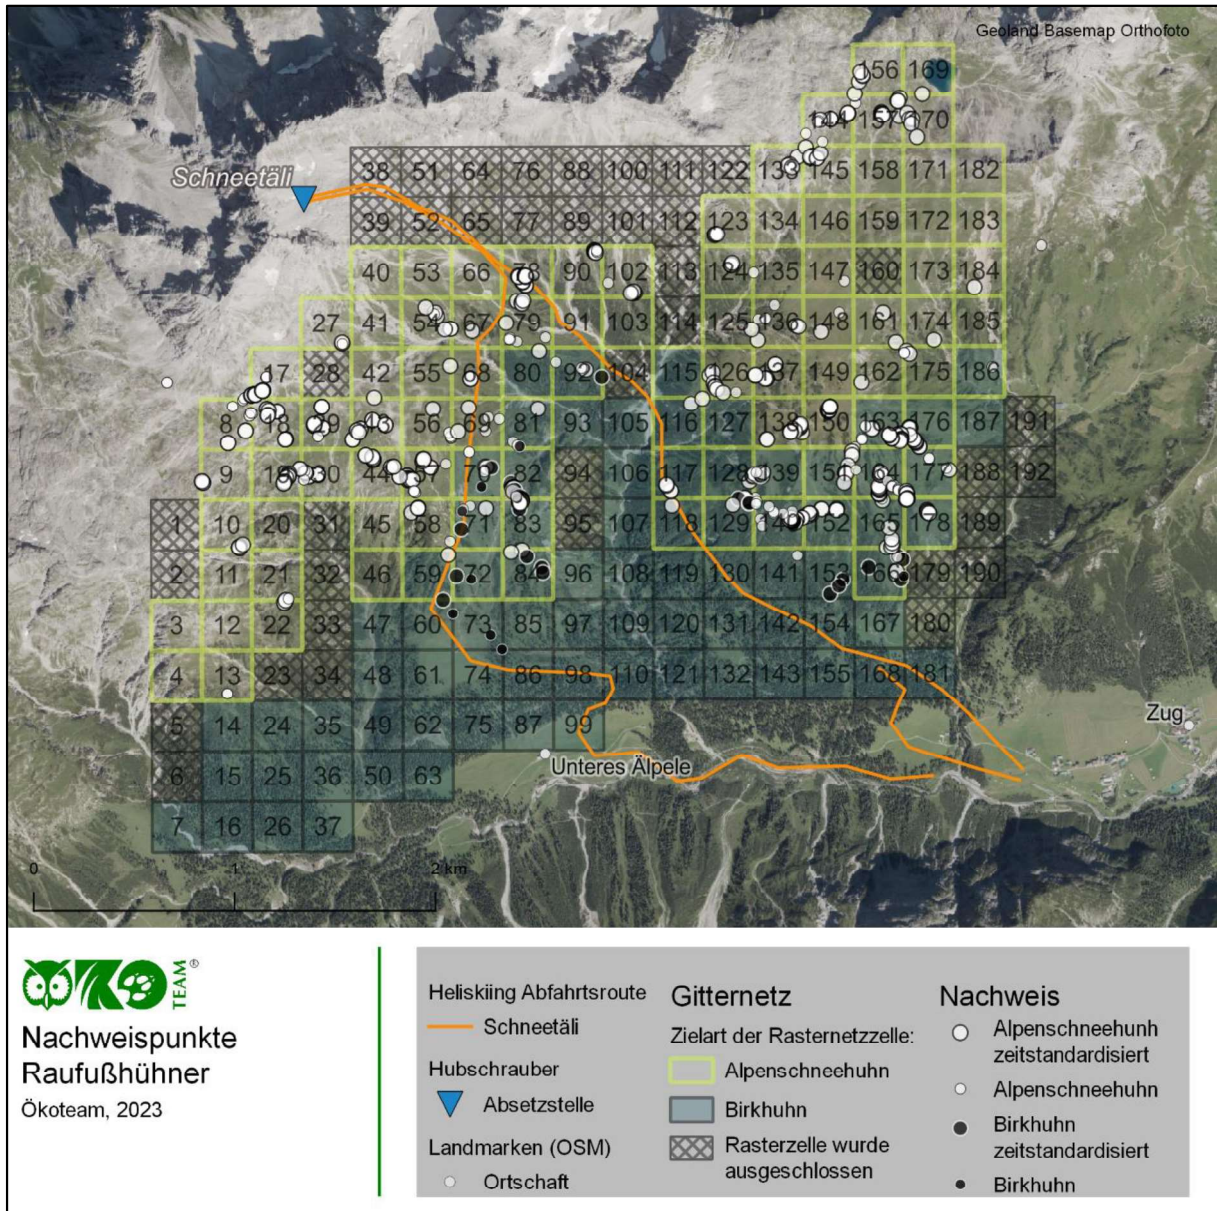 Geoland Basemap Orthofoto
156 169
144 157 170
38 51 64 76 88 100 111 122 133 145 158 171 182
Schneetäli
39 52 65 77 89 101 112 123 134 146 159 172 183
40 53 66 78 90 102 113 124 135 147 160 173 184
27 41 54 67 79 91 103 114 125 136 148 161 174 185
17 28 42 55 68 80 92 104 115 126 137 149 162 175 186
8 18 29 43 56 69 81 93 105 116 127 138 150 163 176 187 191
9 19 30 44 57 70 82 94 106 117 128 139 151 164 177 188 192
1 10 20 31 45 58 71 83 95 107 118 129 140 152 165 178 189
2 11 21 32 46 59 72 84 96 108 119 130 141 153 166 179 190
3 12 22 33 47 60 73 85 97 109 120 131 142 154 167 180
4 13 23 34 48 61 74 86 98 110 121 132 143 155 168 181
5 14 24 35 49 62 75 87 99
Zug
6 15 25 36 50 63
Unteres Älpele
7 16 26 37
0 1 2 km
ÖKO TEAM ®
Nachweispunkte
Raufußhühner
Ökoteam, 2023
Heliskiing Abfahrtsroute
Schneetäli
Hubschrauber
Absetzstelle
Landmarken (OSM)
Ortschaft
Gitternetz
Zielart der Rasternetzzelle:
Alpenschneehuhn
Birkhuhn
Rasterzelle wurde
ausgeschlossen
Nachweis
Alpenschneehunh
zeitstandardisiert
Alpenschneehuhn
Birkhuhn
zeitstandardisiert
Birkhuhn